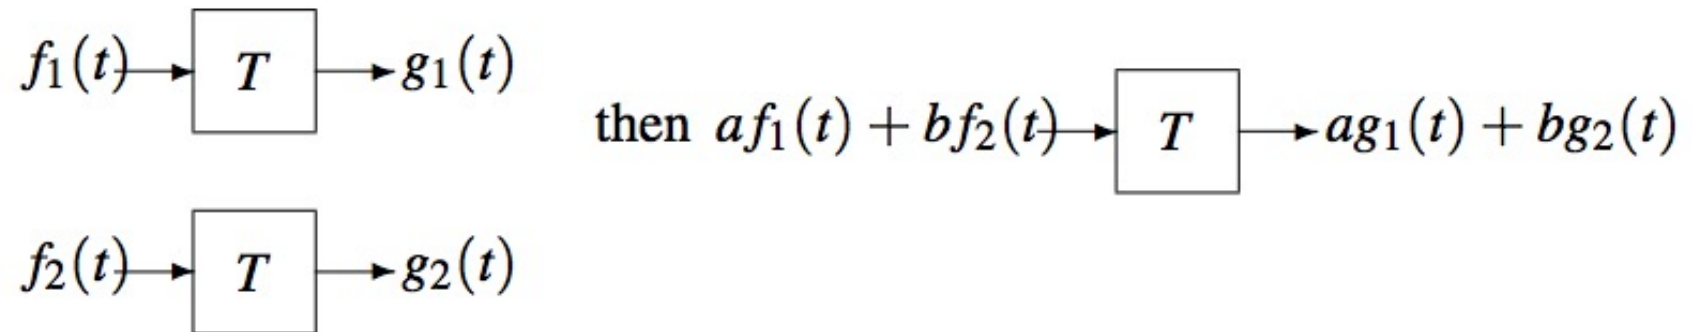 f₁(t) T g₁(t)
then af₁(t) + bf₂(t) T ag₁(t) + bg₂(t)
f₂(t) T g₂(t)